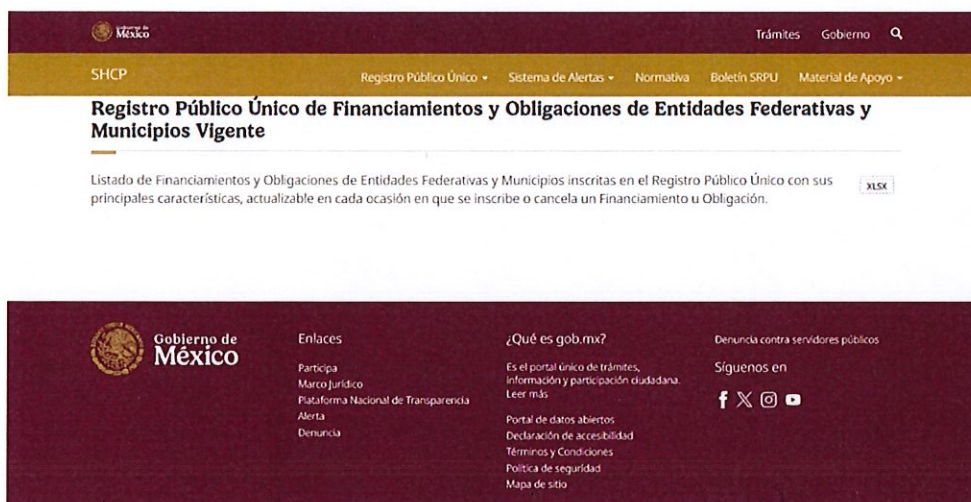 Gobierno de
México
Trámites Gobierno
SHCP
Registro Público Único Sistema de Alertas Normativa Boletín SRPU Material de Apoyo
Registro Público Único de Financiamientos y Obligaciones de Entidades Federativas y
Municipios Vigente
Listado de Financiamientos y Obligaciones de Entidades Federativas y Municipios inscritas en el Registro Público Único con sus
principales características, actualizable en cada ocasión en que se inscribe o cancela un Financiamiento u Obligación.
XLSX
Gobierno de
México
Enlaces
Participa
Marco Jurídico
Plataforma Nacional de Transparencia
Alerta
Denuncia
¿Qué es gob.mx?
Es el portal único de trámites,
información y participación ciudadana.
Leer más
Portal de datos abiertos
Declaración de accesibilidad
Términos y Condiciones
Política de seguridad
Mapa de sitio
Denuncia contra servidores públicos
Síguenos en